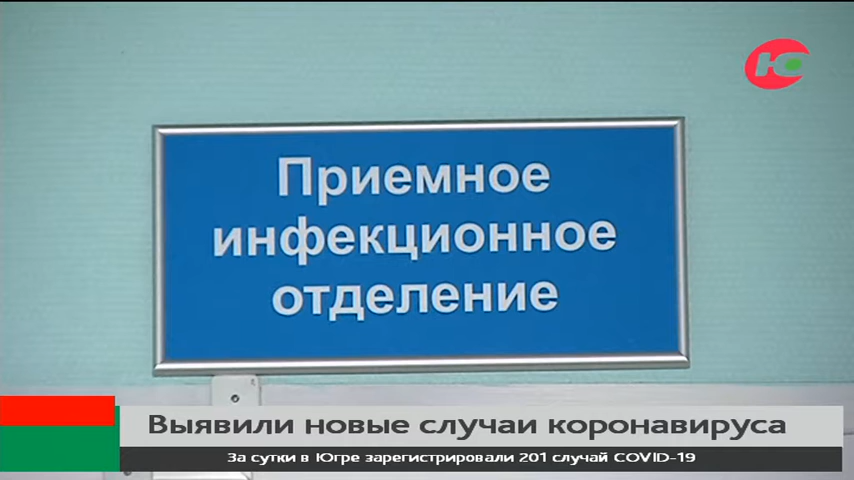 Ю
Приемное
инфекционное
отделение
Выявили новые случаи коронавируса
За сутки в Югре зарегистрировали 201 случай COVID-19